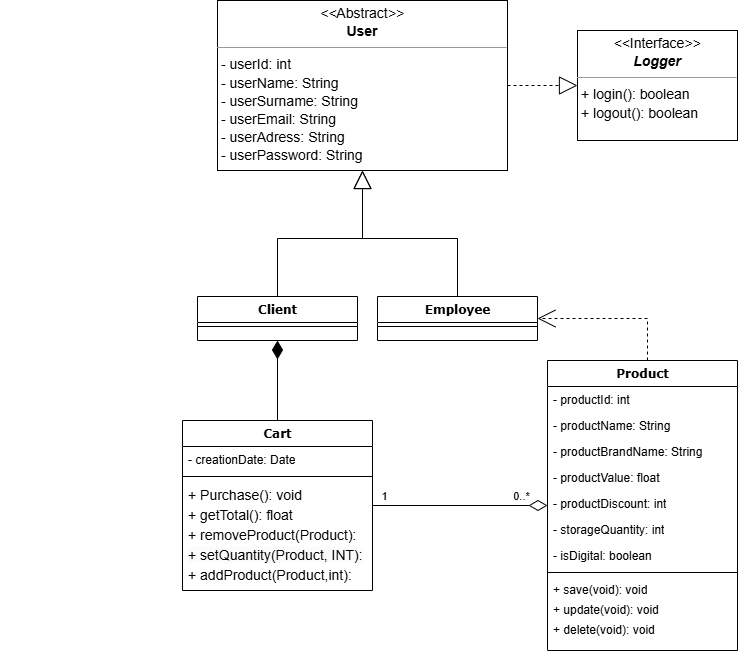 <<Abstract>>
User
- userId: int
- userName: String
- userSurname: String
- userEmail: String
- userAdress: String
- userPassword: String
<<Interface>>
Logger
+ login(): boolean
+ logout(): boolean
Client
Employee
Product
- productId: int
- productName: String
- productBrandName: String
- productValue: float
- productDiscount: int
- storageQuantity: int
- isDigital: boolean
+ save(void): void
+ update(void): void
+ delete(void): void
Cart
- creationDate: Date
+ Purchase(): void
+ getTotal(): float
+ removeProduct(Product):
+ setQuantity(Product, INT):
+ addProduct(Product,int):
1
0..*